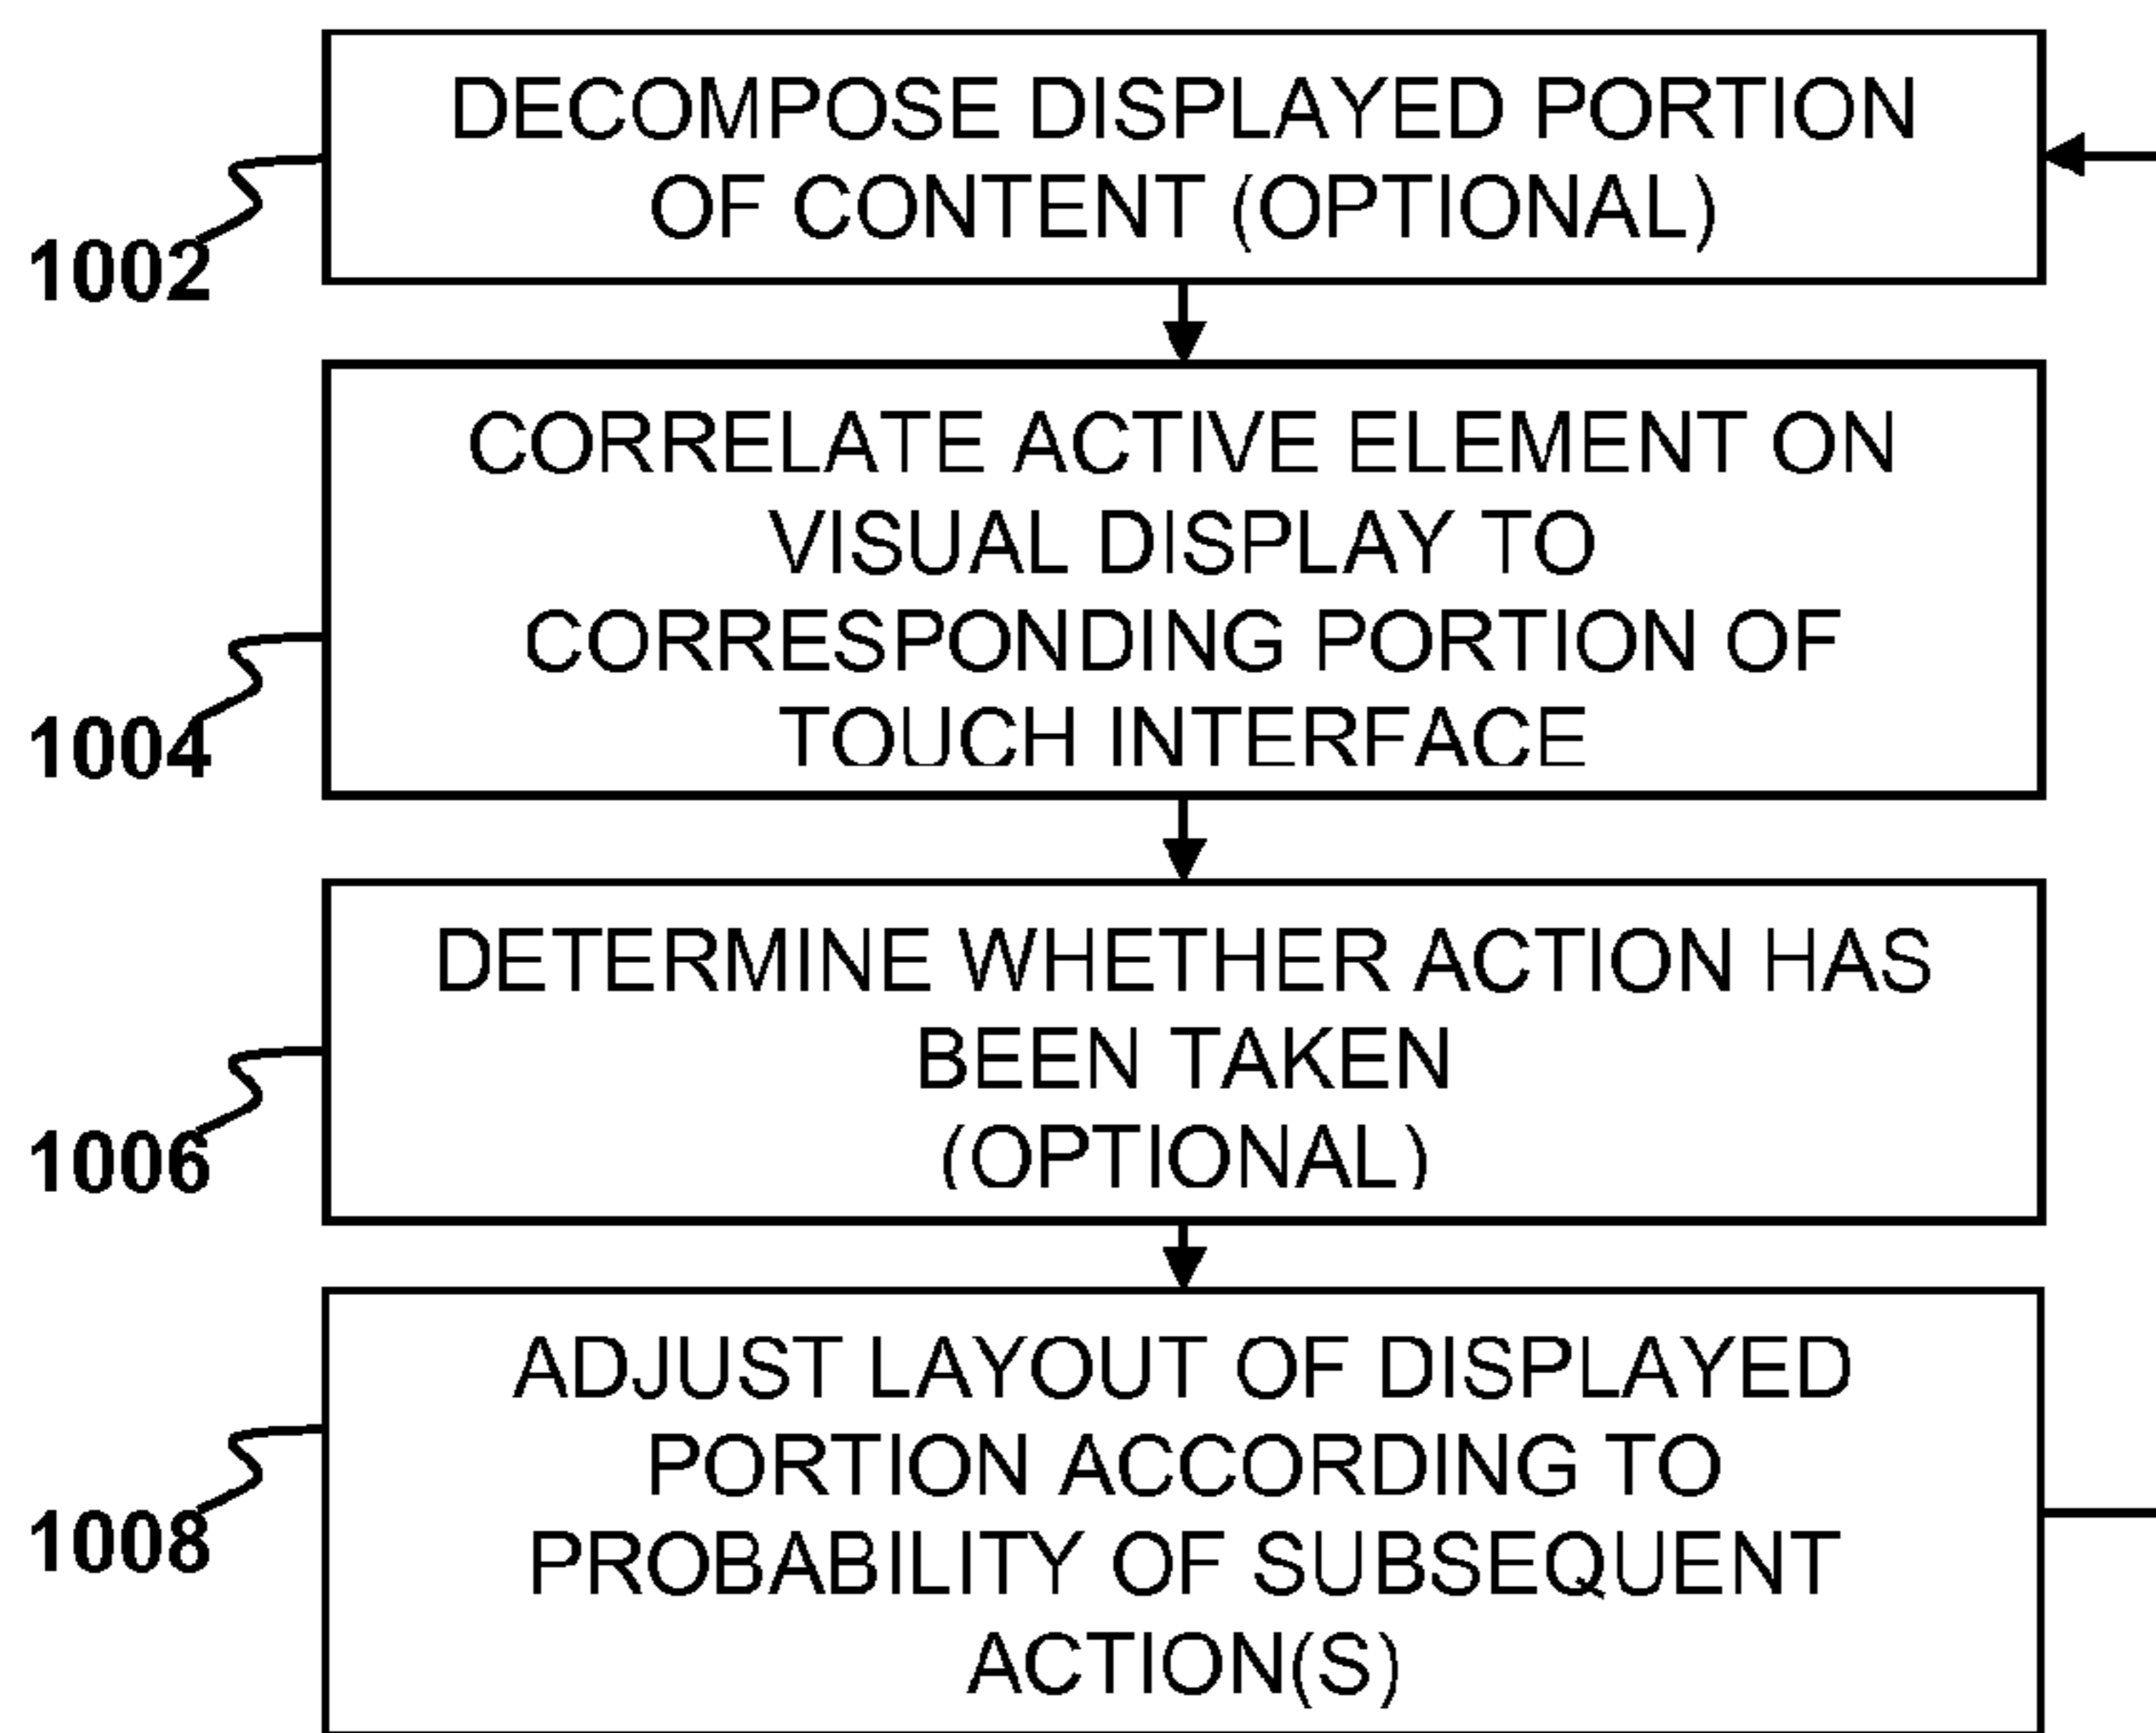 DECOMPOSE DISPLAYED PORTION
OF CONTENT (OPTIONAL)
1002
CORRELATE ACTIVE ELEMENT ON
VISUAL DISPLAY TO
CORRESPONDING PORTION OF
TOUCH INTERFACE
1004
DETERMINE WHETHER ACTION HAS
BEEN TAKEN
(OPTIONAL)
1006
ADJUST LAYOUT OF DISPLAYED
PORTION ACCORDING TO
PROBABILITY OF SUBSEQUENT
ACTION(S)
1008